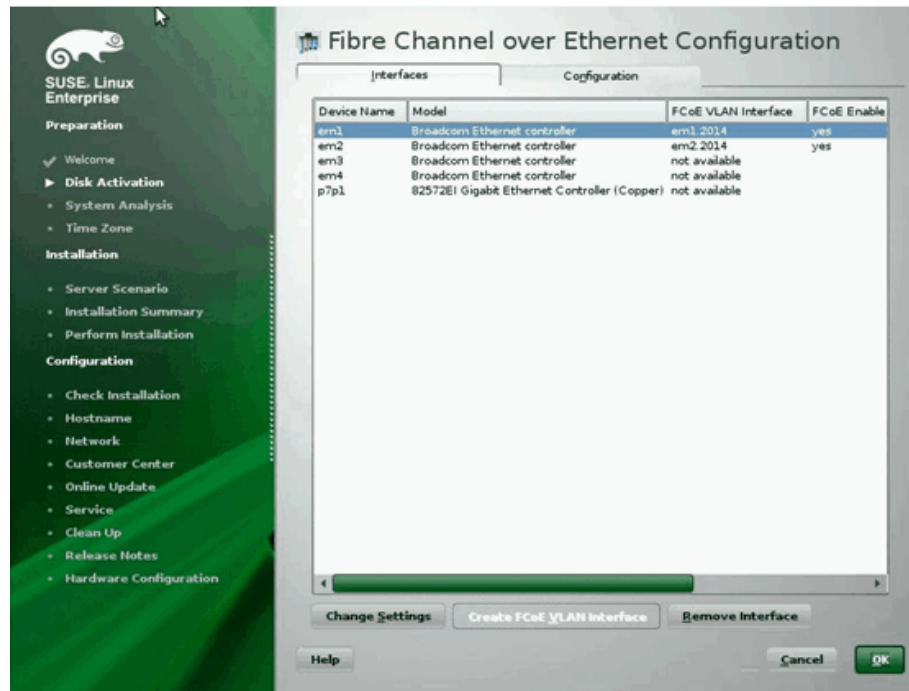 SUSE. Linux
Enterprise
Preparation
Welcome
Disk Activation
System Analysis
Time Zone
Installation
Server Scenario
Installation Summary
Perform Installation
Configuration
Check Installation
Hostname
Network
Customer Center
Online Update
Service
Clean Up
Release Notes
Hardware Configuration
Fibre Channel over Ethernet Configuration
Interfaces Configuration
Device Name Model FCoE VLAN Interface FCoE Enable
em1 Broadcom Ethernet controller em1.2014 yes
em2 Broadcom Ethernet controller em2.2014 yes
em3 Broadcom Ethernet controller not available
em4 Broadcom Ethernet controller not available
p7p1 82572EI Gigabit Ethernet Controller (Copper) not available
Change Settings Create FCoE VLAN Interface Remove Interface
Help Cancel OK